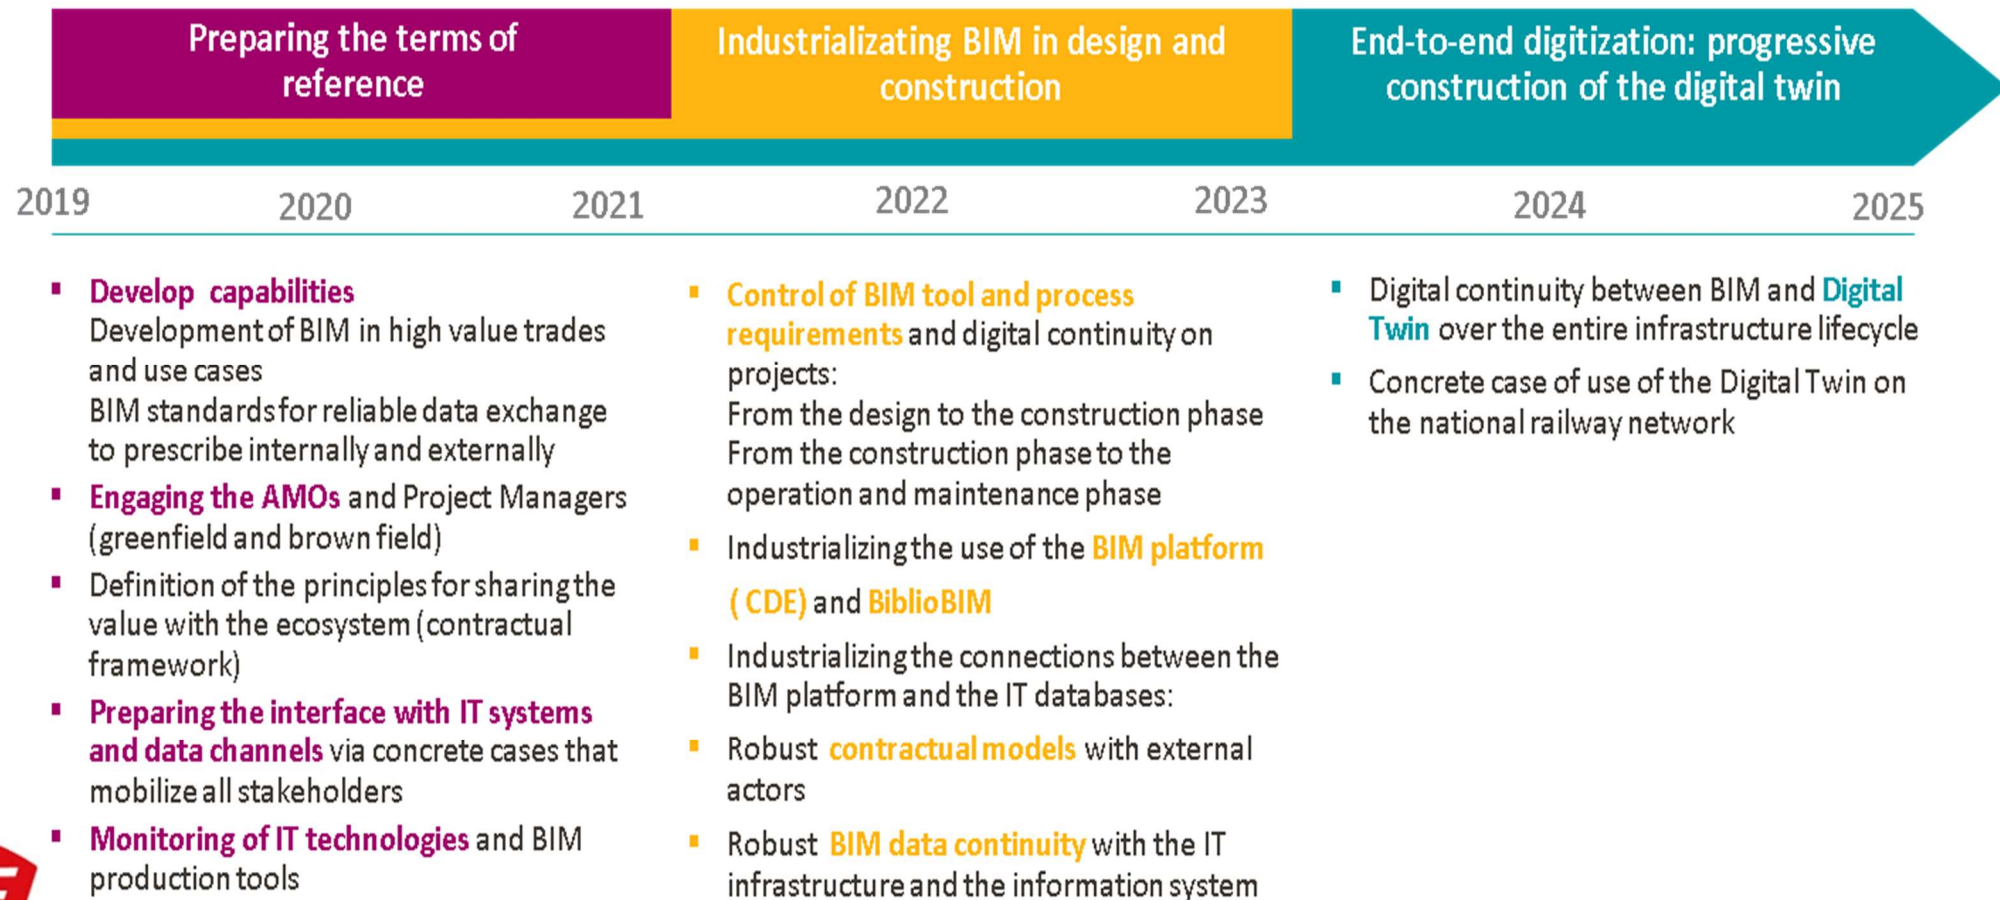 Preparing the terms of
reference
Industrializating BIM in design and
construction
End-to-end digitization: progressive
construction of the digital twin
2019
2020
2021
2022
2023
2024
2025
▪ Develop capabilities
Development of BIM in high value trades
and use cases
BIM standards for reliable data exchange
to prescribe internally and externally
▪ Engaging the AMOs and Project Managers
(greenfield and brown field)
▪ Definition of the principles for sharing the
value with the ecosystem (contractual
framework)
▪ Preparing the interface with IT systems
and data channels via concrete cases that
mobilize all stakeholders
▪ Monitoring of IT technologies and BIM
production tools
▪ Control of BIM tool and process
requirements and digital continuity on
projects:
From the design to the construction phase
From the construction phase to the
operation and maintenance phase
▪ Industrializing the use of the BIM platform
( CDE) and BiblioBIM
▪ Industrializing the connections between the
BIM platform and the IT databases:
▪ Robust contractual models with external
actors
▪ Robust BIM data continuity with the IT
infrastructure and the information system
▪ Digital continuity between BIM and Digital
Twin over the entire infrastructure lifecycle
▪ Concrete case of use of the Digital Twin on
the national railway network